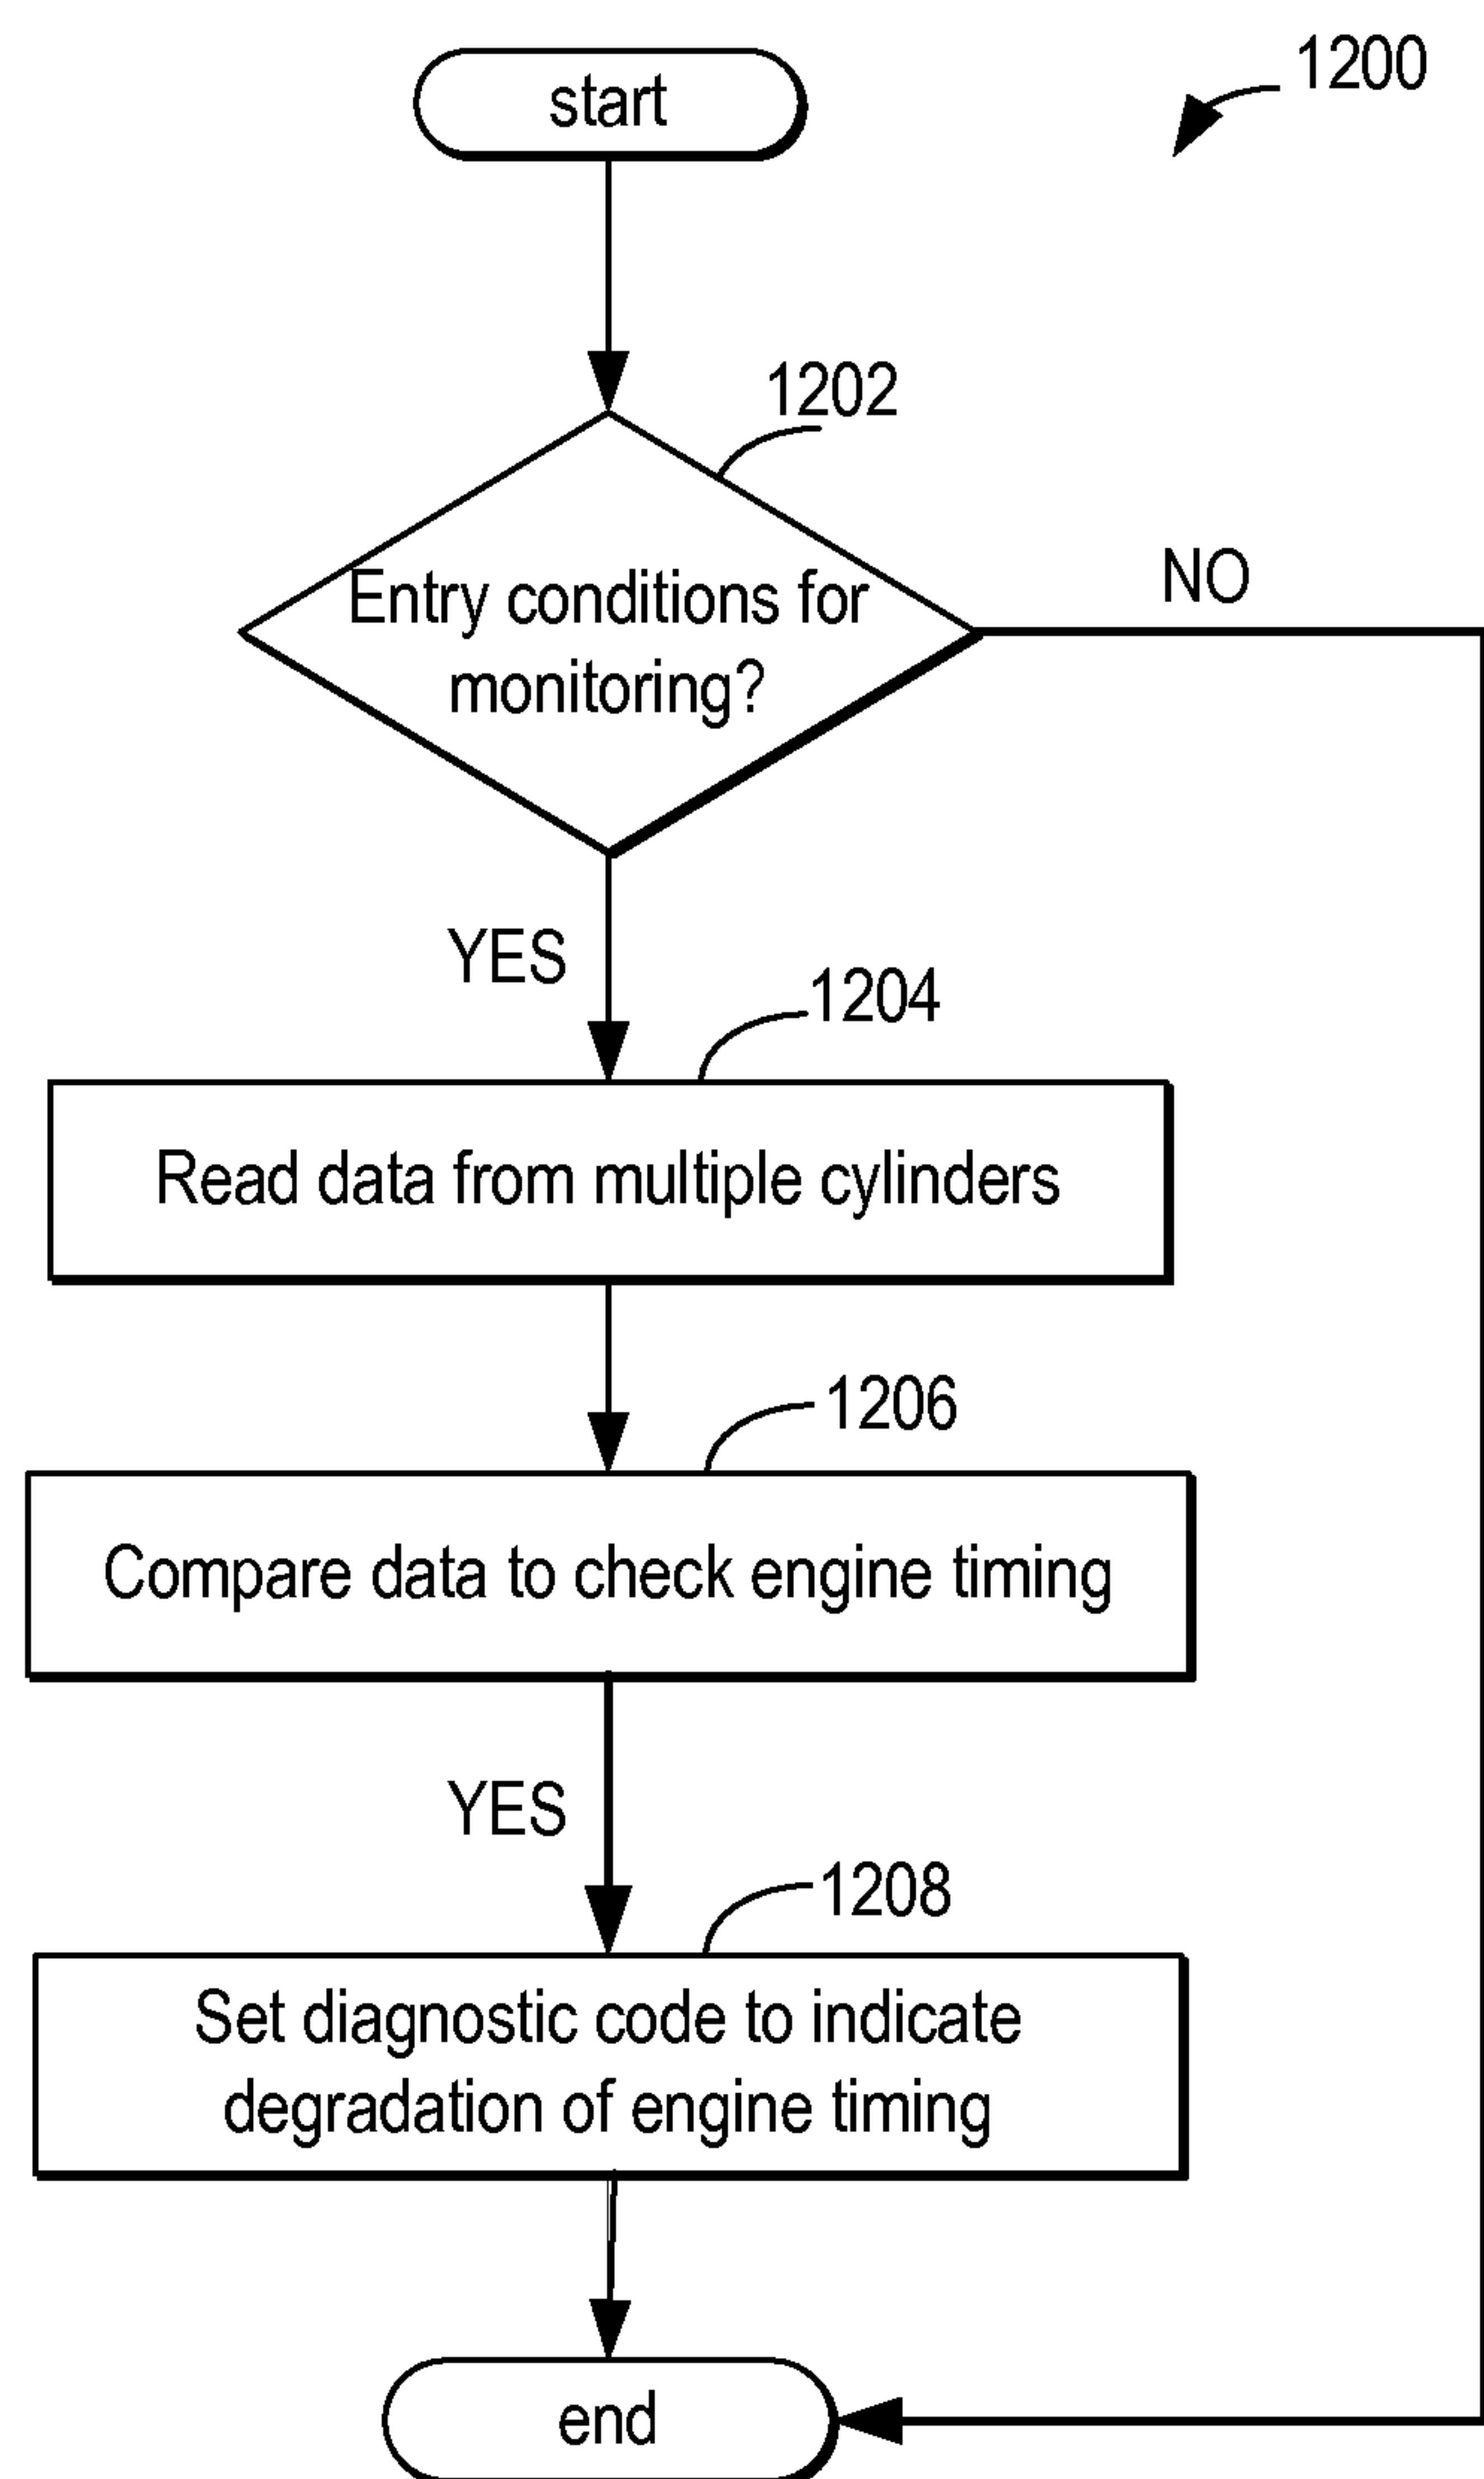 start
1200
1202
Entry conditions for
monitoring?
NO
YES
1204
Read data from multiple cylinders
1206
Compare data to check engine timing
YES
1208
Set diagnostic code to indicate
degradation of engine timing
end